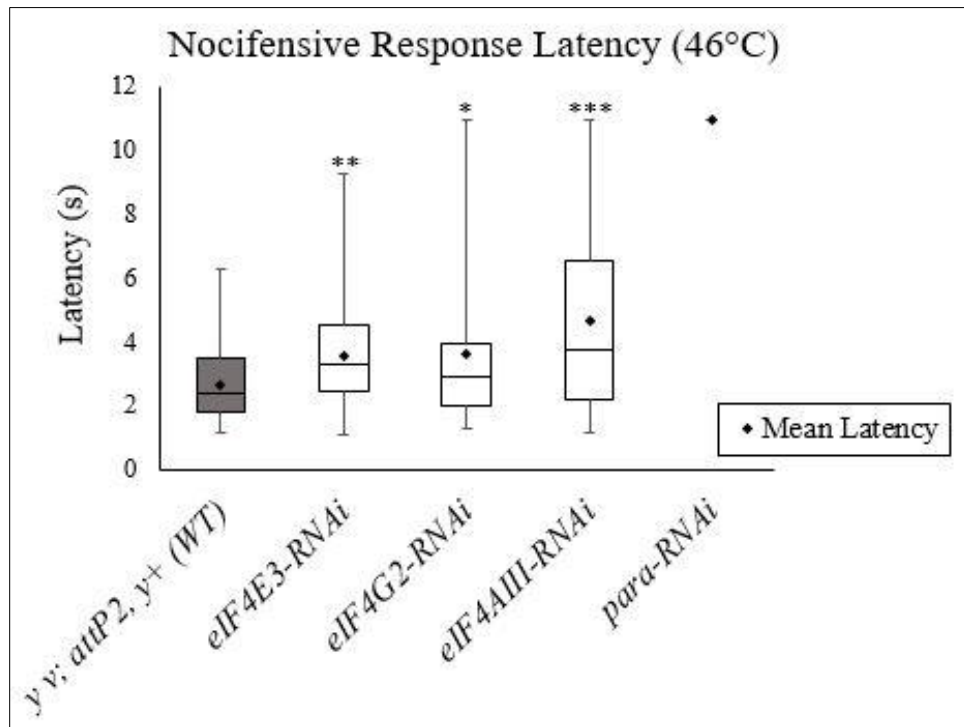 Nocifensive Response Latency (46°C)
Latency (s)
12
10
8
6
4
2
0
**
*
***
Mean Latency
y v; attP2, y+ (WT)
eIF4E3-RNAi
eIF4G2-RNAi
eIF4AIII-RNAi
para-RNAi